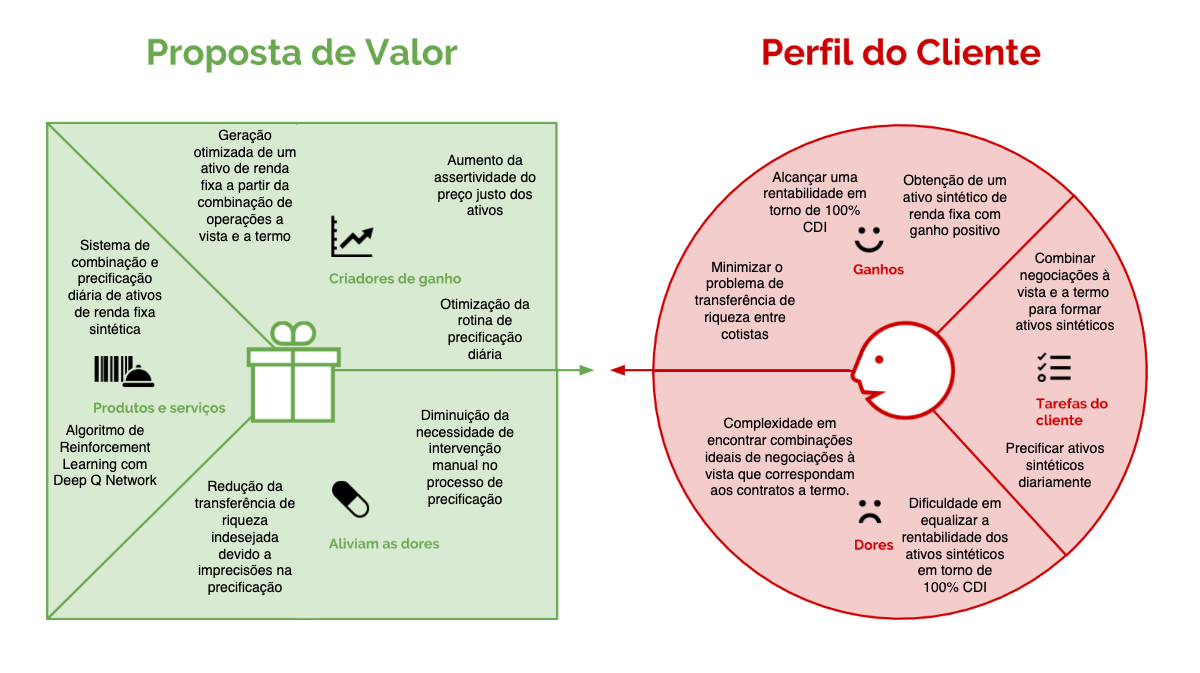 Proposta de Valor
Geração
otimizada de um
ativo de renda
fixa a partir da
combinação de
operações a
vista e a termo
Aumento da
assertividade do
preço justo dos
ativos
Criadores de ganho
Otimização da
rotina de
precificação
diária
Sistema de
combinação e
precificação
diária de ativos
de renda fixa
sintética
Produtos e serviços
Algoritmo de
Reinforcement
Learning com
Deep Q Network
Diminuição da
necessidade de
intervenção
manual no
processo de
precificação
Redução da
transferência de
riqueza
indesejada
devido a
imprecisões na
precificação
Aliviam as dores
Perfil do Cliente
Alcançar uma
rentabilidade em
torno de 100%
CDI
Obtenção de um
ativo sintético de
renda fixa com
ganho positivo
Ganhos
Minimizar o
problema de
transferência de
riqueza entre
cotistas
Combinar
negociações à
vista e a termo
para formar
ativos sintéticos
Tarefas do
cliente
Precificar ativos
sintéticos
diariamente
Complexidade em
encontrar combinações
ideais de negociações à
vista que correspondam
aos contratos a termo.
Dores
Dificuldade em
equalizar a
rentabilidade dos
ativos sintéticos
em torno de
100% CDI